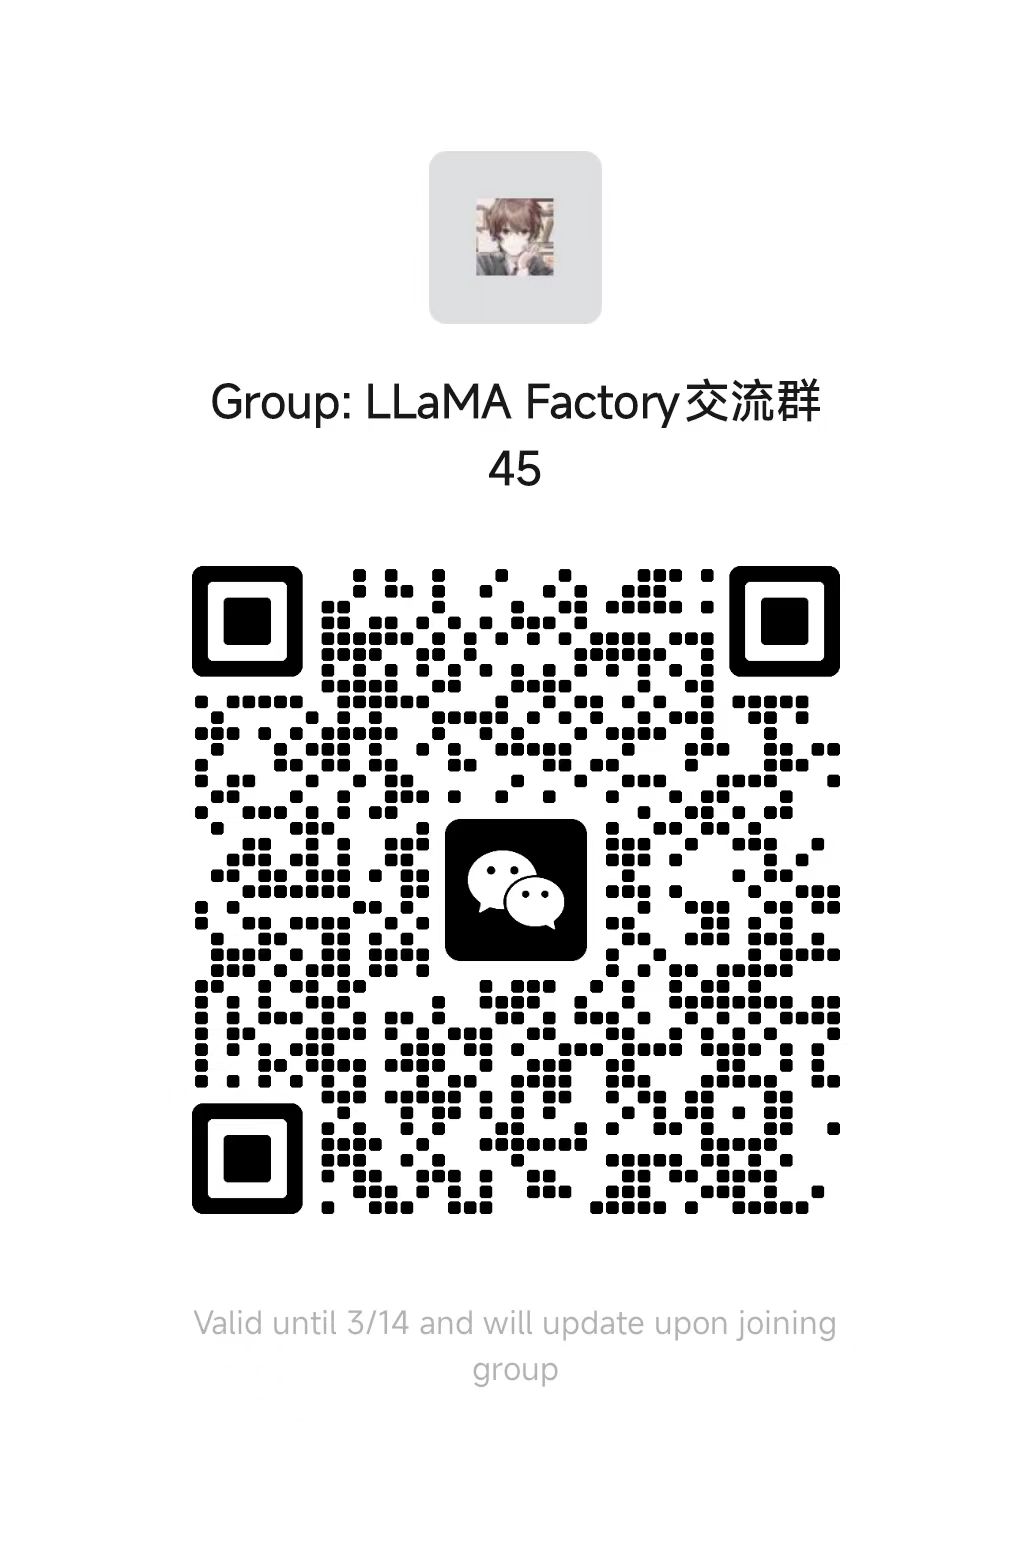 Group: LLaMA Factory交流群
45
Valid until 3/14 and will update upon joining
group